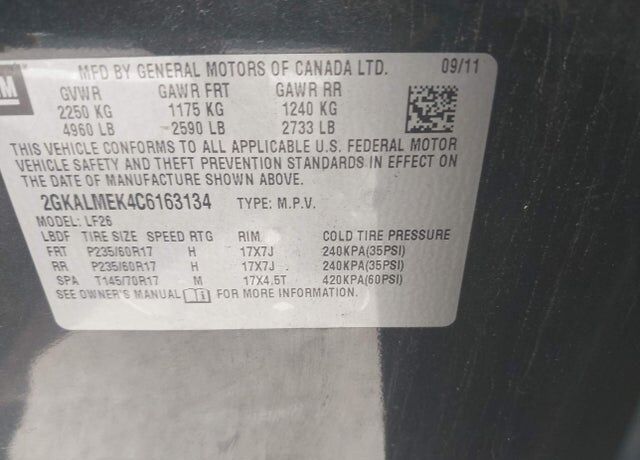 GM
MFD BY GENERAL MOTORS OF CANADA LTD. 09/11
GVWR GAWR FRT GAWR RR
2250 KG 1175 KG 1240 KG
4960 LB 2590 LB 2733 LB
THIS VEHICLE CONFORMS TO ALL APPLICABLE U.S. FEDERAL MOTOR
VEHICLE SAFETY AND THEFT PREVENTION STANDARDS IN EFFECT ON
THE DATE OF MANUFACTURE SHOWN ABOVE.
2GKALMEK4C6163134 TYPE: M.P.V.
MODEL: LF26
LBDF TIRE SIZE SPEED RTG RIM COLD TIRE PRESSURE
FRT P235/60R17 H 17X7J 240KPA(35PSI)
RR P235/60R17 H 17X7J 240KPA(35PSI)
SPA T145/70R17 M 17X4.5T 420KPA(60PSI)
SEE OWNER'S MANUAL FOR MORE INFORMATION.